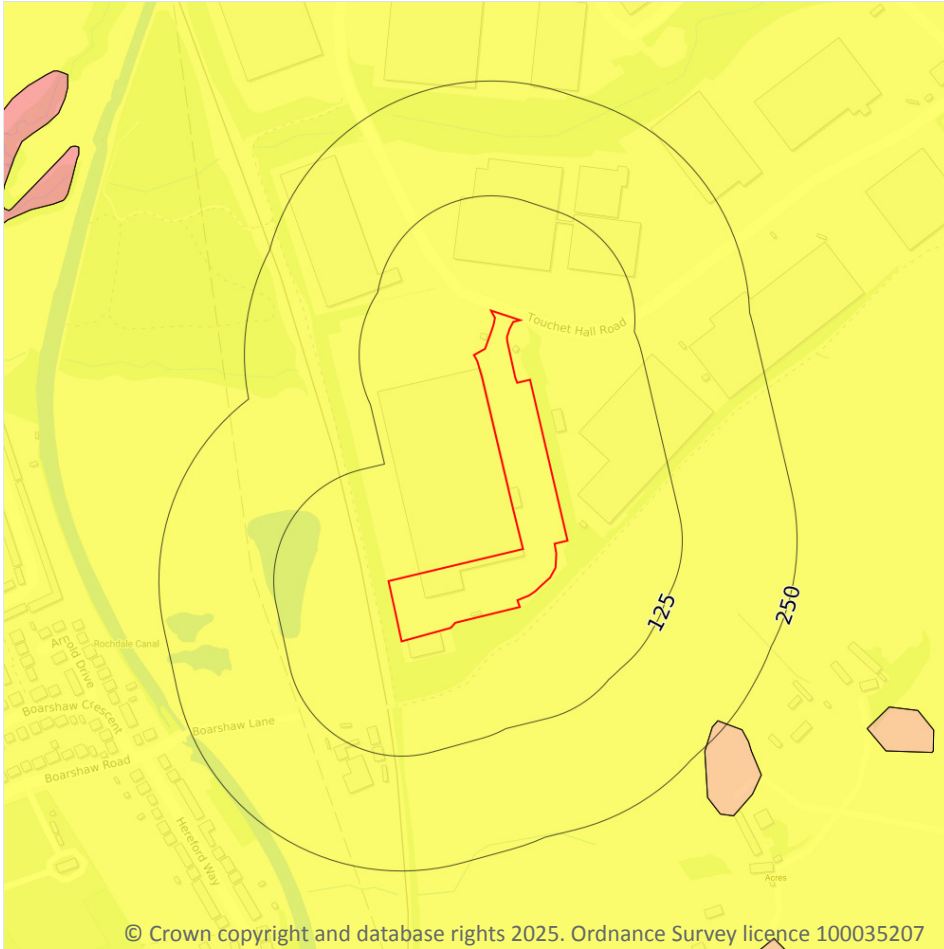 Touchet Hall Road
125
250
Rochdale Canal
Arnold Drive
Boarshaw Crescent
Boarshaw Lane
Boarshaw Road
Hereford Way
Acres
© Crown copyright and database rights 2025. Ordnance Survey licence 100035207